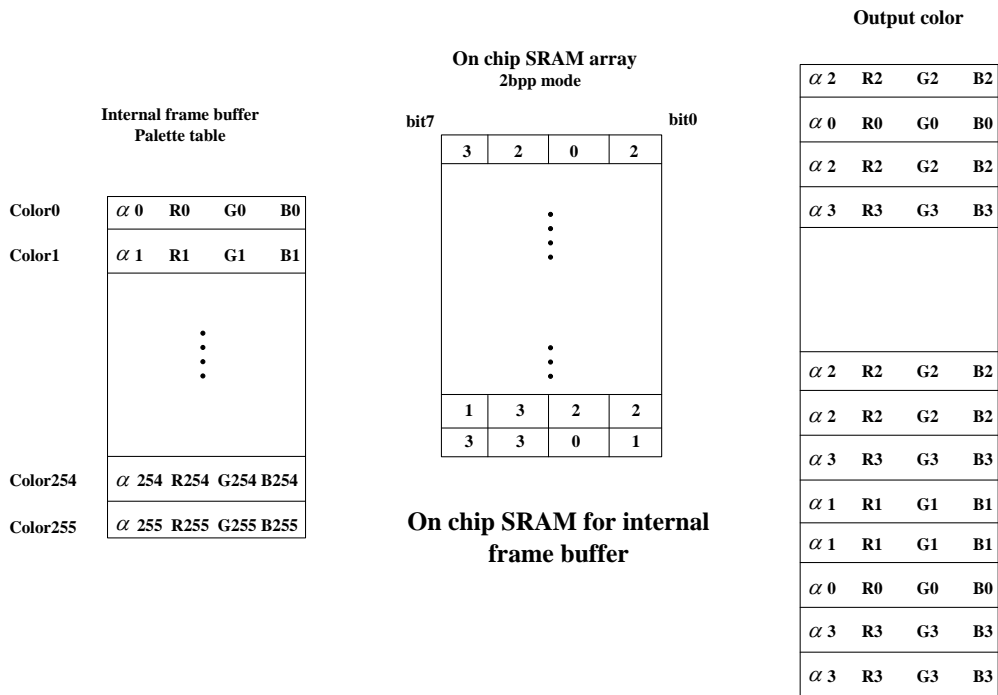 Internal frame buffer
Palette table
Color0 α 0 R0 G0 B0
Color1 α 1 R1 G1 B1
Color254 α 254 R254 G254 B254
Color255 α 255 R255 G255 B255
On chip SRAM array
2bpp mode
bit7 bit0
3 2 0 2
1 3 2 2
3 3 0 1
On chip SRAM for internal
frame buffer
Output color
α 2 R2 G2 B2
α 0 R0 G0 B0
α 2 R2 G2 B2
α 3 R3 G3 B3
α 2 R2 G2 B2
α 2 R2 G2 B2
α 3 R3 G3 B3
α 1 R1 G1 B1
α 1 R1 G1 B1
α 0 R0 G0 B0
α 3 R3 G3 B3
α 3 R3 G3 B3